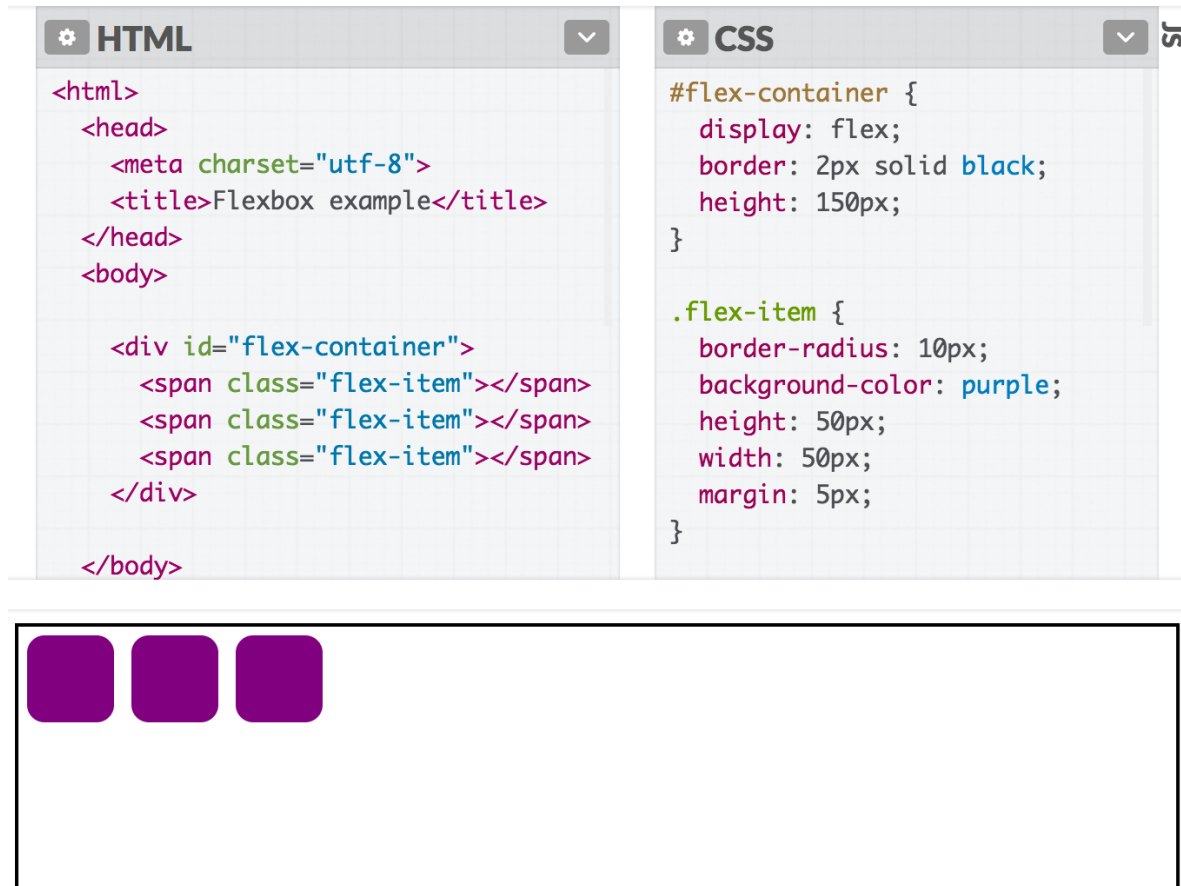 HTML
<html>
<head>
<meta charset="utf-8">
<title>Flexbox example</title>
</head>
<body>
<div id="flex-container">
<span class="flex-item"></span>
<span class="flex-item"></span>
<span class="flex-item"></span>
</div>
</body>
CSS
#flex-container {
display: flex;
border: 2px solid black;
height: 150px;
}
.flex-item {
border-radius: 10px;
background-color: purple;
height: 50px;
width: 50px;
margin: 5px;
}
JS